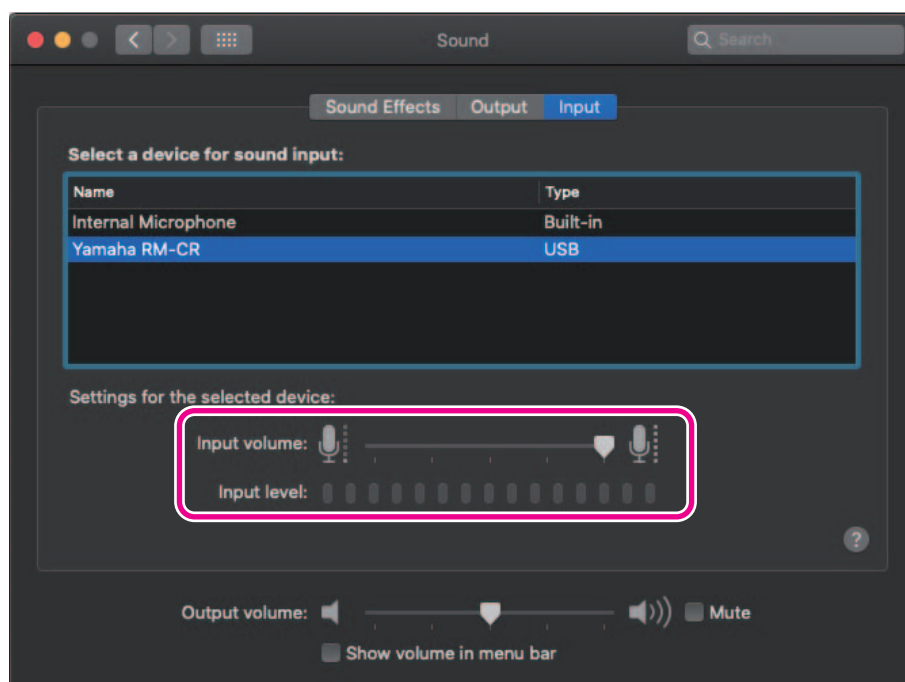 Sound
Search
Sound Effects Output Input
Select a device for sound input:
Name Type
Internal Microphone Built-in
Yamaha RM-CR USB
Settings for the selected device:
Input volume:
Input level:
?
Output volume: Mute
Show volume in menu bar